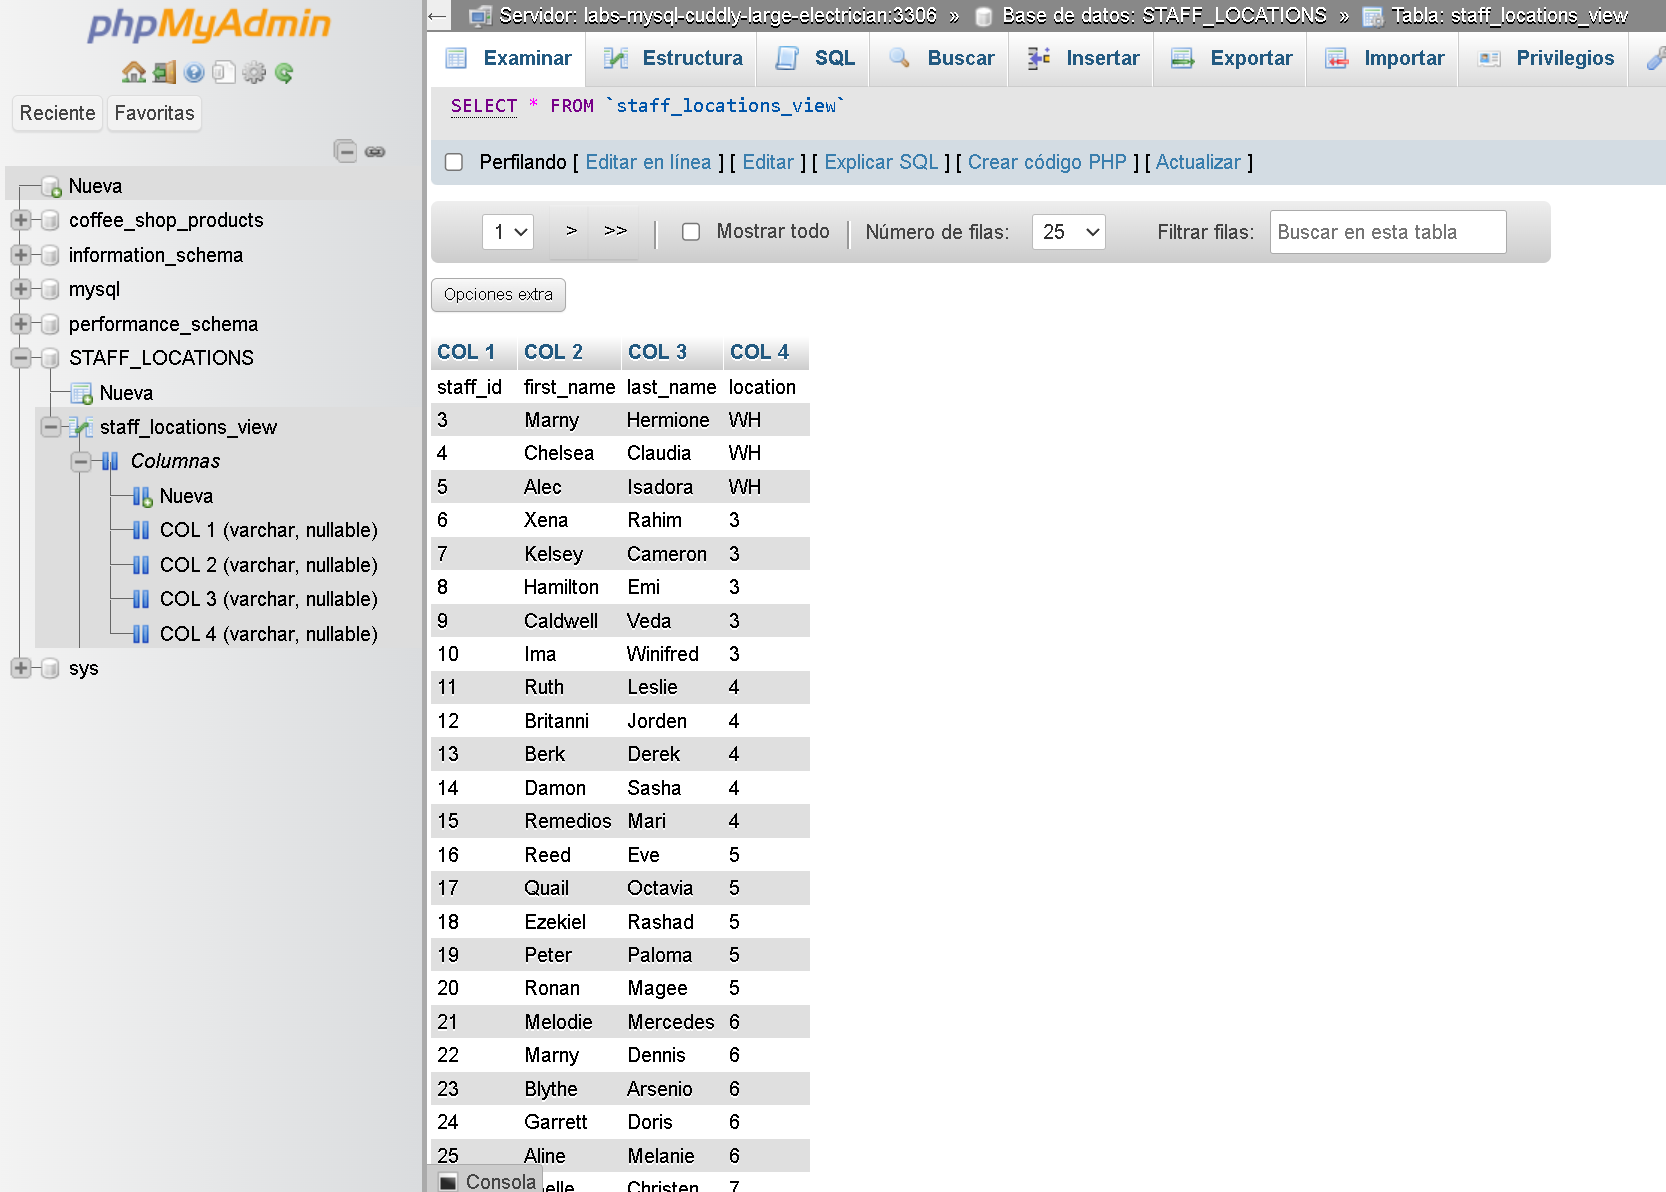 phpMyAdmin
Reciente Favoritas
Nueva
coffee_shop_products
information_schema
mysql
performance_schema
STAFF_LOCATIONS
Nueva
staff_locations_view
Columnas
Nueva
COL 1 (varchar, nullable)
COL 2 (varchar, nullable)
COL 3 (varchar, nullable)
COL 4 (varchar, nullable)
sys
← Servidor: labs-mysql-cuddly-large-electrician:3306 » Base de datos: STAFF_LOCATIONS » Tabla: staff_locations_view
Examinar Estructura SQL Buscar Insertar Exportar Importar Privilegios
SELECT * FROM `staff_locations_view`
Perfilando [ Editar en línea ] [ Editar ] [ Explicar SQL ] [ Crear código PHP ] [ Actualizar ]
1 > >> | Mostrar todo | Número de filas: 25 Filtrar filas: Buscar en esta tabla
Opciones extra
COL 1 COL 2 COL 3 COL 4
staff_id first_name last_name location
3 Marny Hermione WH
4 Chelsea Claudia WH
5 Alec Isadora WH
6 Xena Rahim 3
7 Kelsey Cameron 3
8 Hamilton Emi 3
9 Caldwell Veda 3
10 Ima Winifred 3
11 Ruth Leslie 4
12 Britanni Jorden 4
13 Berk Derek 4
14 Damon Sasha 4
15 Remedios Mari 4
16 Reed Eve 5
17 Quail Octavia 5
18 Ezekiel Rashad 5
19 Peter Paloma 5
20 Ronan Magee 5
21 Melodie Mercedes 6
22 Marny Dennis 6
23 Blythe Arsenio 6
24 Garrett Doris 6
25 Aline Melanie 6
Christen 7
Consola